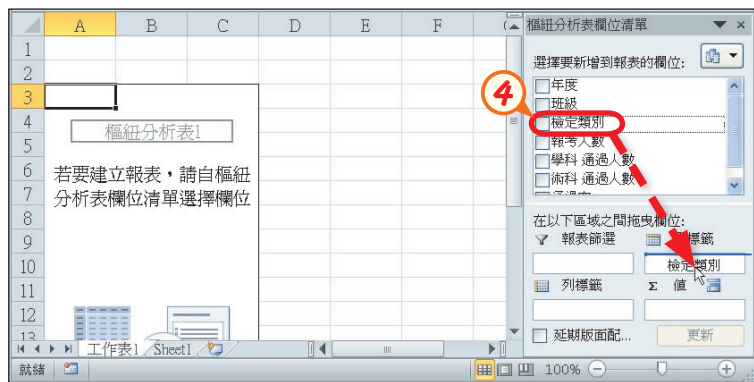 A B C D E F
樞紐分析表欄位清單
1
2
3
4
5
6
7
8
9
10
11
12
13
樞紐分析表1
若要建立報表，請自樞紐
分析表欄位清單選擇欄位
選擇要新增到報表的欄位:
年度
班級
4
檢定類別
報考人數
學科 通過人數
術科 通過人數
在以下區域之間拖曳欄位:
報表篩選
標籤
檢定類別
列標籤
Σ 值
延期版面配...
更新
工作表1 Sheet1
就緒
100%